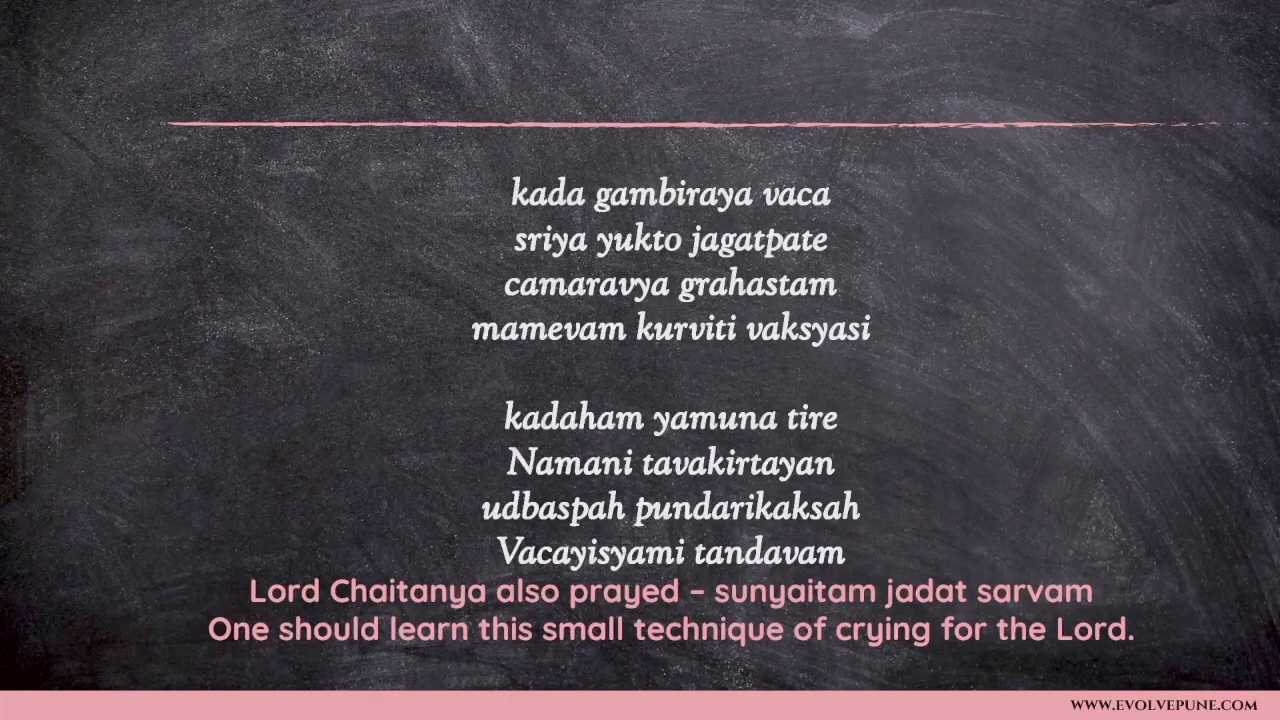 kada gambiraya vaca
sriya yukto jagatpate
camaravya grahastam
mamevam kurviti vaksyasi
kadaham yamuna tire
Namani tavakirtayan
udbaspah pundarikaksah
Vacayisyami tandavam
Lord Chaitanya also prayed – sunyaitam jadat sarvam
One should learn this small technique of crying for the Lord.
WWW.EVOLVEPUNE.COM